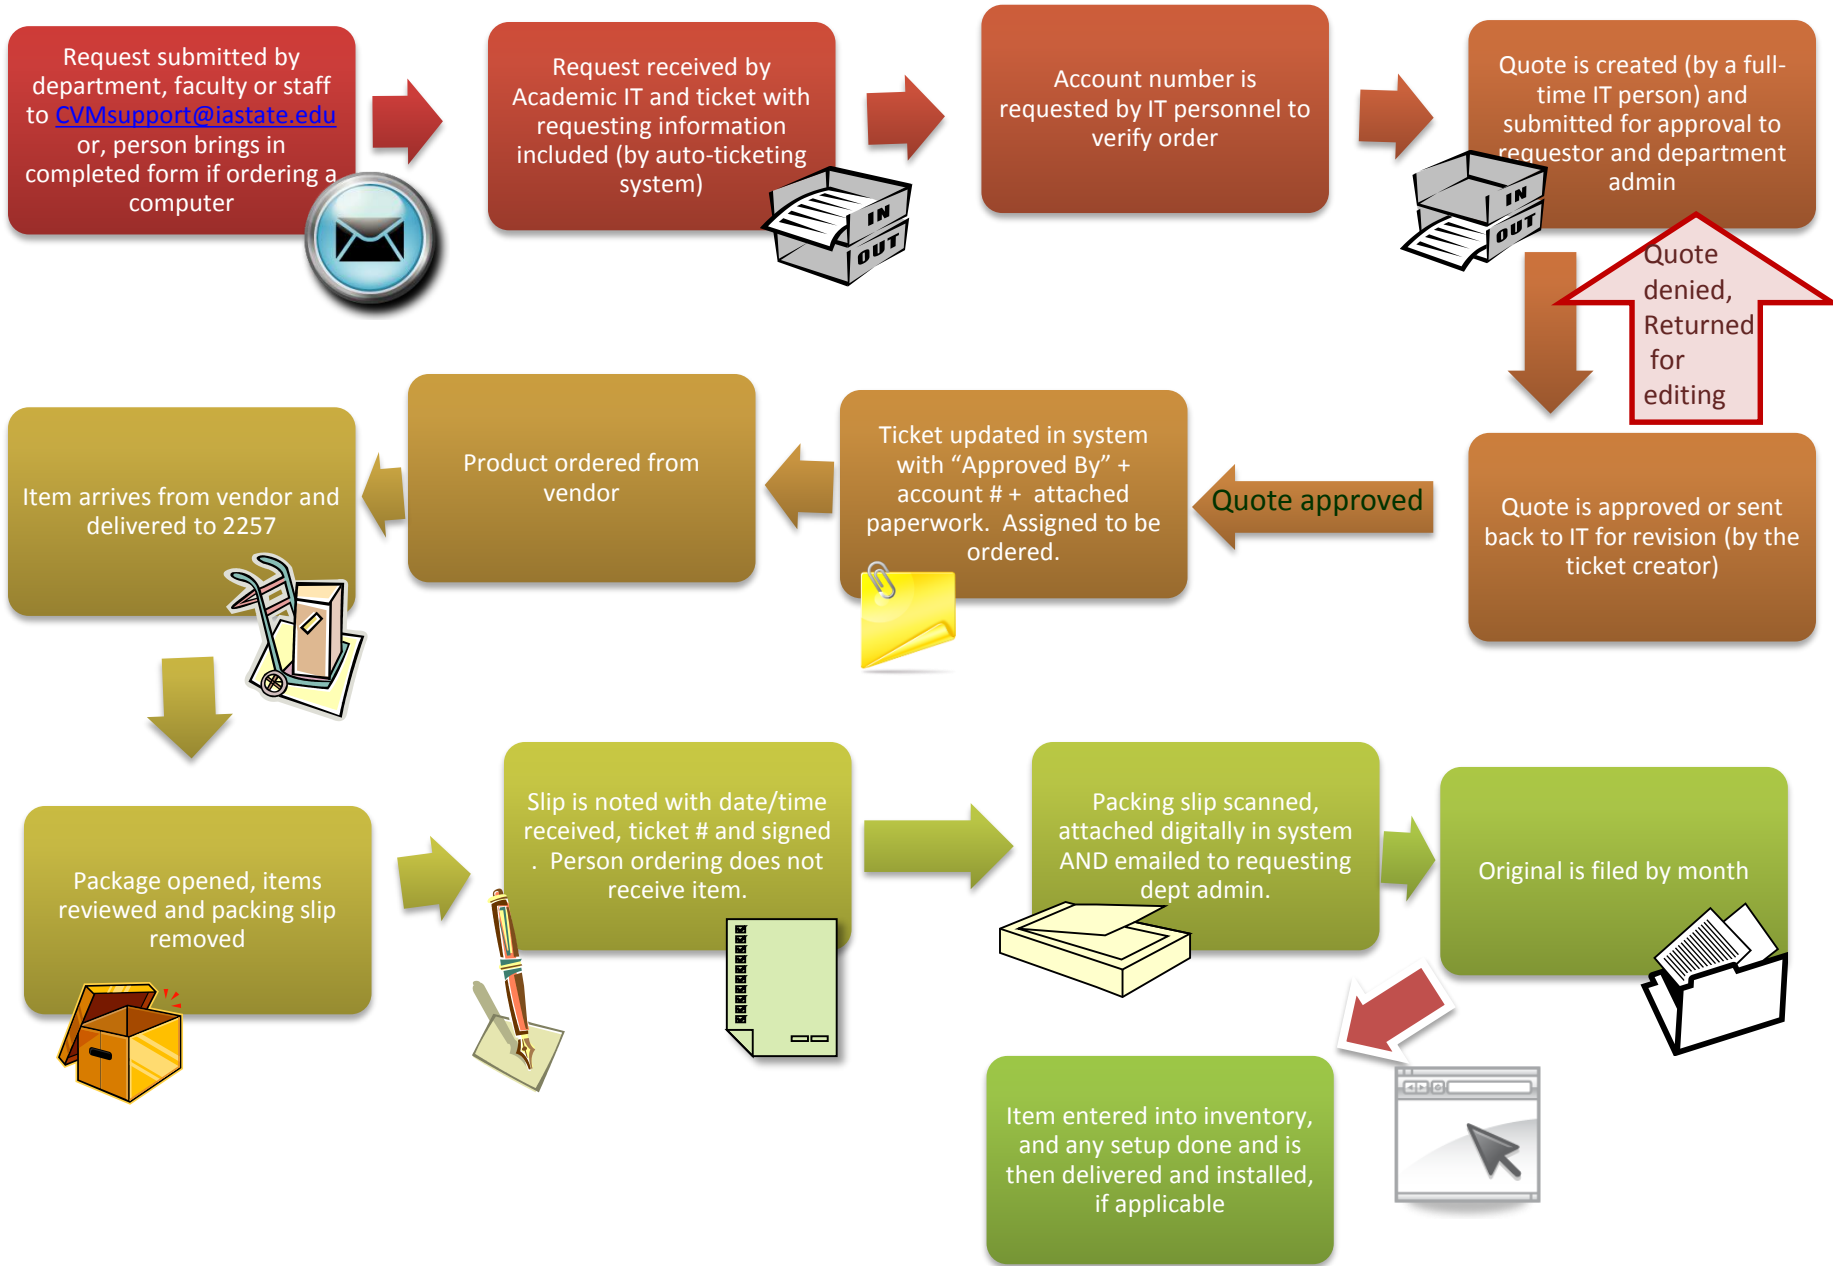 Request submitted by
department, faculty or staff
to CVMsupport@iastate.edu
or, person brings in
completed form if ordering a
computer
Request received by
Academic IT and ticket with
requesting information
included (by auto-ticketing
system)
IN
OUT
Account number is
requested by IT personnel to
verify order
Quote is created (by a full-
time IT person) and
submitted for approval to
requestor and department
admin
IN
OUT
Quote
denied,
Returned
for
editing
Quote is approved or sent
back to IT for revision (by the
ticket creator)
Quote approved
Ticket updated in system
with “Approved By” +
account # + attached
paperwork. Assigned to be
ordered.
Product ordered from
vendor
Item arrives from vendor and
delivered to 2257
Package opened, items
reviewed and packing slip
removed
Slip is noted with date/time
received, ticket # and signed
. Person ordering does not
receive item.
Packing slip scanned,
attached digitally in system
AND emailed to requesting
dept admin.
Original is filed by month
Item entered into inventory,
and any setup done and is
then delivered and installed,
if applicable